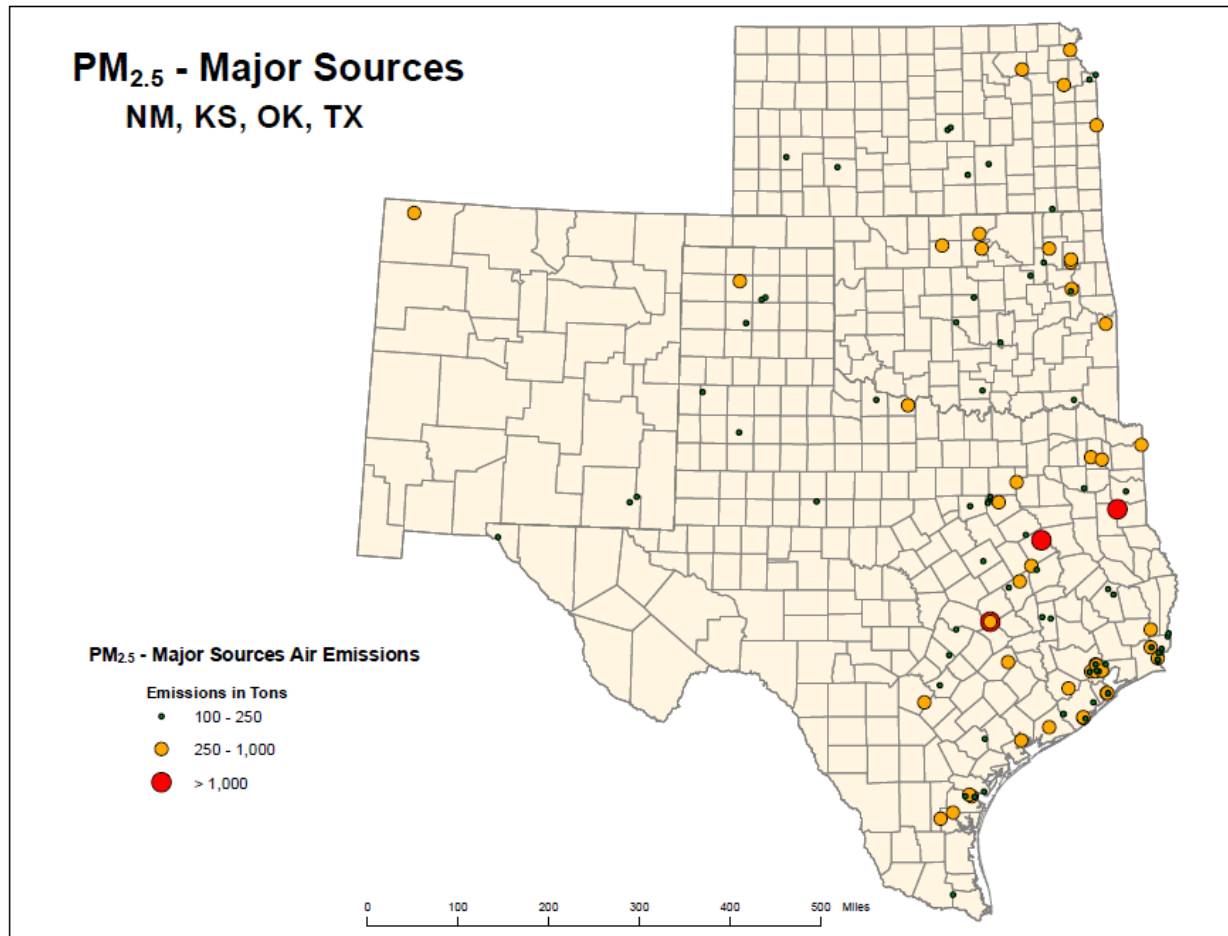 PM2.5 - Major Sources
NM, KS, OK, TX
PM2.5 - Major Sources Air Emissions
Emissions in Tons
100 - 250
250 - 1,000
> 1,000
0 100 200 300 400 500 Miles